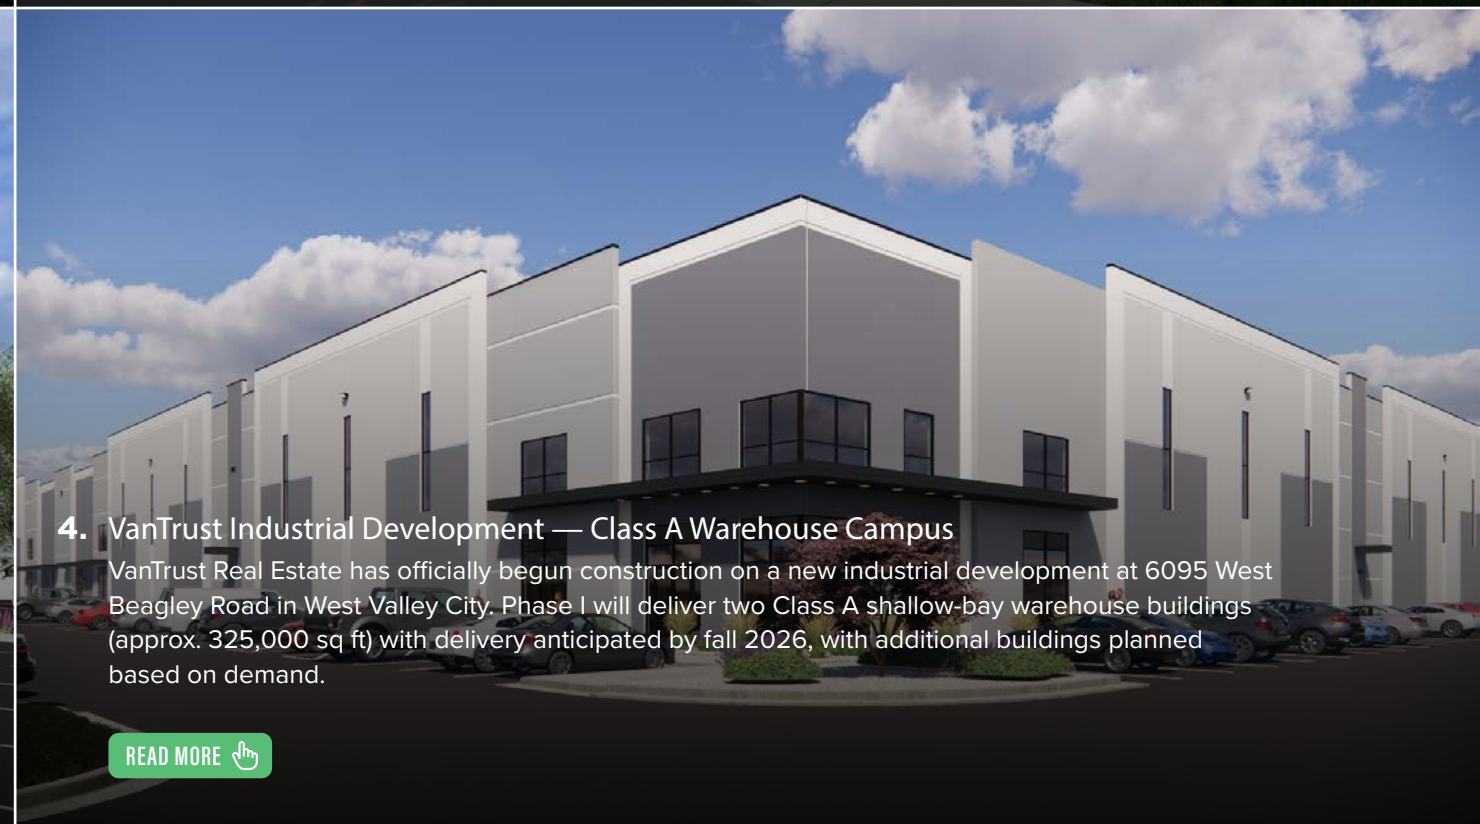 4. VanTrust Industrial Development — Class A Warehouse Campus
VanTrust Real Estate has officially begun construction on a new industrial development at 6095 West
Beagley Road in West Valley City. Phase I will deliver two Class A shallow-bay warehouse buildings
(approx. 325,000 sq ft) with delivery anticipated by fall 2026, with additional buildings planned
based on demand.
READ MORE